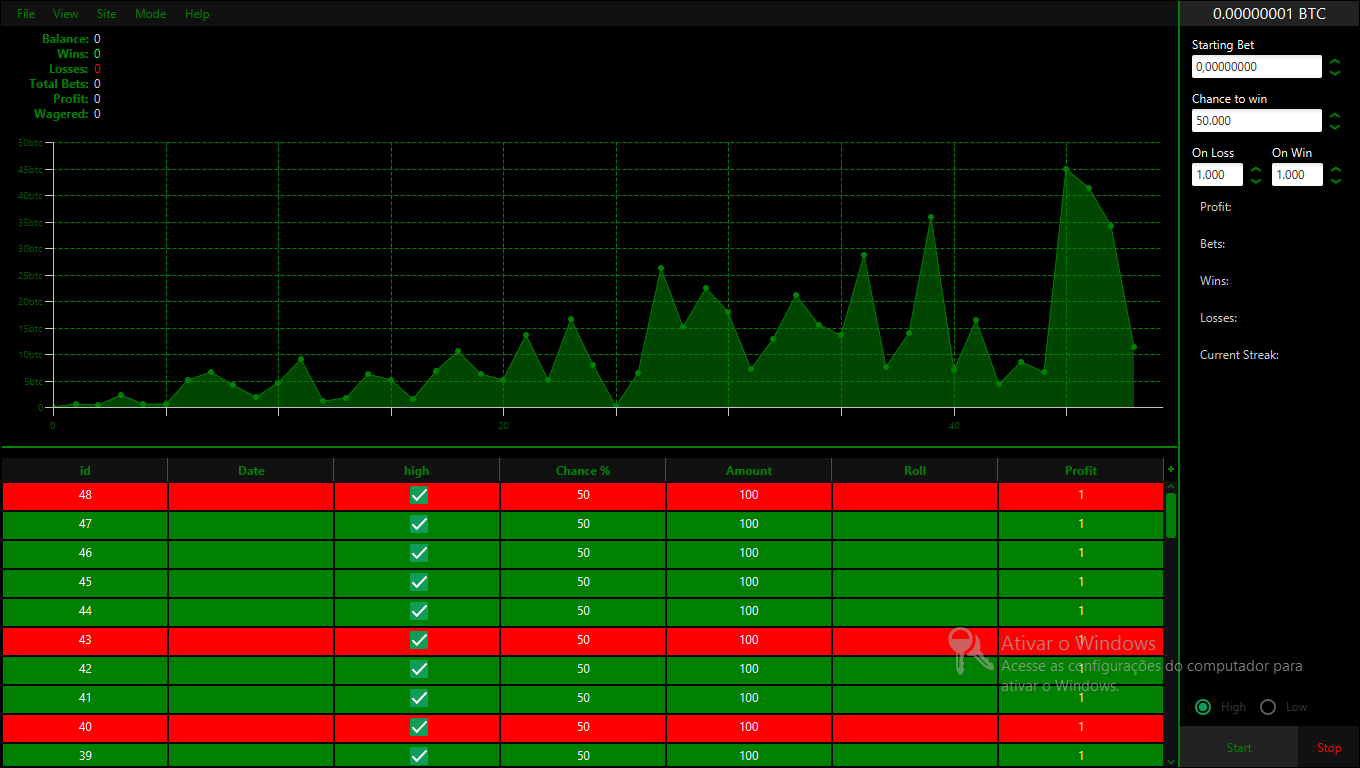 File View Site Mode Help
0.00000001 BTC
Balance: 0
Wins: 0
Losses: 0
Total Bets: 0
Profit: 0
Wagered: 0
Starting Bet
0,00000000
Chance to win
50.000
On Loss On Win
1.000 1.000
Profit:
Bets:
Wins:
Losses:
Current Streak:
50btc
45btc
40btc
35btc
30btc
25btc
20btc
15btc
10btc
5btc
0
0 20 40
id Date high Chance % Amount Roll Profit +
48 50 100 1
47 50 100 1
46 50 100 1
45 50 100 1
44 50 100 1
43 50 100 1
42 50 100 1
41 50 100 1
40 50 100 1
39 50 100 1
Ativar o Windows
Acesse as configurações do computador para
ativar o Windows.
High Low
Start Stop